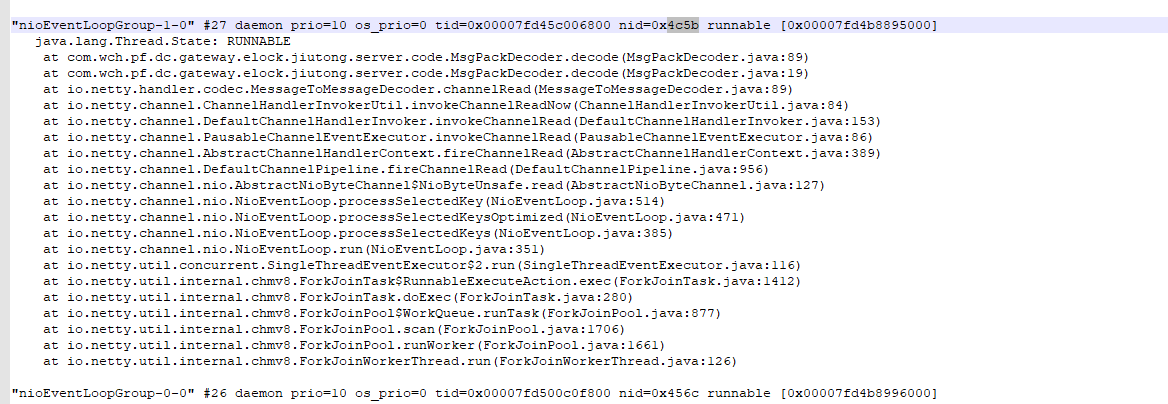 "nioEventLoopGroup-1-0" #27 daemon prio=10 os_prio=0 tid=0x00007fd45c006800 nid=0x4c5b runnable [0x00007fd4b8895000]
java.lang.Thread.State: RUNNABLE
at com.wch.pf.dc.gateway.elock.jiutong.server.code.MsgPackDecoder.decode(MsgPackDecoder.java:89)
at com.wch.pf.dc.gateway.elock.jiutong.server.code.MsgPackDecoder.decode(MsgPackDecoder.java:19)
at io.netty.handler.codec.MessageToMessageDecoder.channelRead(MessageToMessageDecoder.java:89)
at io.netty.channel.ChannelHandlerInvokerUtil.invokeChannelReadNow(ChannelHandlerInvokerUtil.java:84)
at io.netty.channel.DefaultChannelHandlerInvoker.invokeChannelRead(DefaultChannelHandlerInvoker.java:153)
at io.netty.channel.PausableChannelEventExecutor.invokeChannelRead(PausableChannelEventExecutor.java:86)
at io.netty.channel.AbstractChannelHandlerContext.fireChannelRead(AbstractChannelHandlerContext.java:389)
at io.netty.channel.DefaultChannelPipeline.fireChannelRead(DefaultChannelPipeline.java:956)
at io.netty.channel.nio.AbstractNioByteChannel$NioByteUnsafe.read(AbstractNioByteChannel.java:127)
at io.netty.channel.nio.NioEventLoop.processSelectedKey(NioEventLoop.java:514)
at io.netty.channel.nio.NioEventLoop.processSelectedKeysOptimized(NioEventLoop.java:471)
at io.netty.channel.nio.NioEventLoop.processSelectedKeys(NioEventLoop.java:385)
at io.netty.channel.nio.NioEventLoop.run(NioEventLoop.java:351)
at io.netty.util.concurrent.SingleThreadEventExecutor$2.run(SingleThreadEventExecutor.java:116)
at io.netty.util.internal.chmv8.ForkJoinTask$RunnableExecuteAction.exec(ForkJoinTask.java:1412)
at io.netty.util.internal.chmv8.ForkJoinTask.doExec(ForkJoinTask.java:280)
at io.netty.util.internal.chmv8.ForkJoinPool$WorkQueue.runTask(ForkJoinPool.java:877)
at io.netty.util.internal.chmv8.ForkJoinPool.scan(ForkJoinPool.java:1706)
at io.netty.util.internal.chmv8.ForkJoinPool.runWorker(ForkJoinPool.java:1661)
at io.netty.util.internal.chmv8.ForkJoinWorkerThread.run(ForkJoinWorkerThread.java:126)
"nioEventLoopGroup-0-0" #26 daemon prio=10 os_prio=0 tid=0x00007fd500c0f800 nid=0x456c runnable [0x00007fd4b8996000]